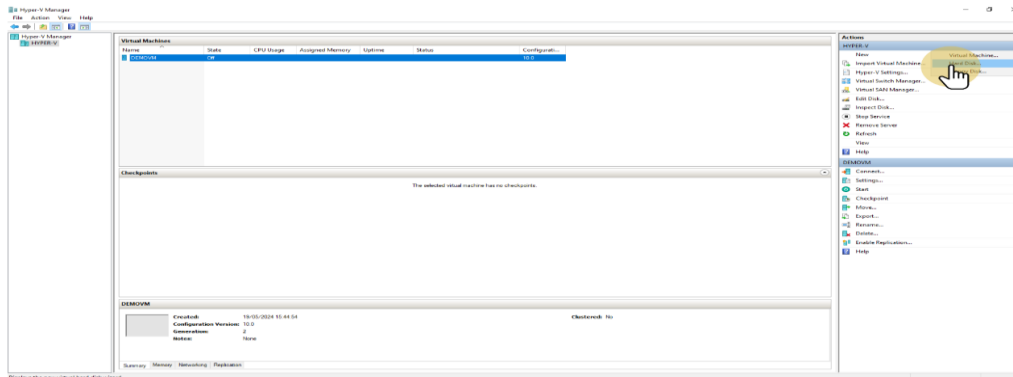 Hyper-V Manager
File Action View Help
Hyper-V Manager
HYPER-V
Virtual Machines
Name State CPU Usage Assigned Memory Uptime Status Configurati...
DEMOVM Off 10.0
Checkpoints
The selected virtual machine has no checkpoints.
DEMOVM
Created: 15.44.54
Configuration Version: 10.0
Generation: 2
Notes: None
Clustered: No
Summary Memory Networking Replication
Actions
HYPER-V
New
Virtual Machine...
Hard Disk...
Disk...
Import Virtual Machine...
Hyper-V Settings...
Virtual Switch Manager...
Virtual SAN Manager...
Edit Disk...
Inspect Disk...
Stop Service
Remove Server
Refresh
View
Help
DEMOVM
Connect...
Settings...
Start
Checkpoint
Move...
Export...
Rename...
Delete...
Enable Replication...
Help